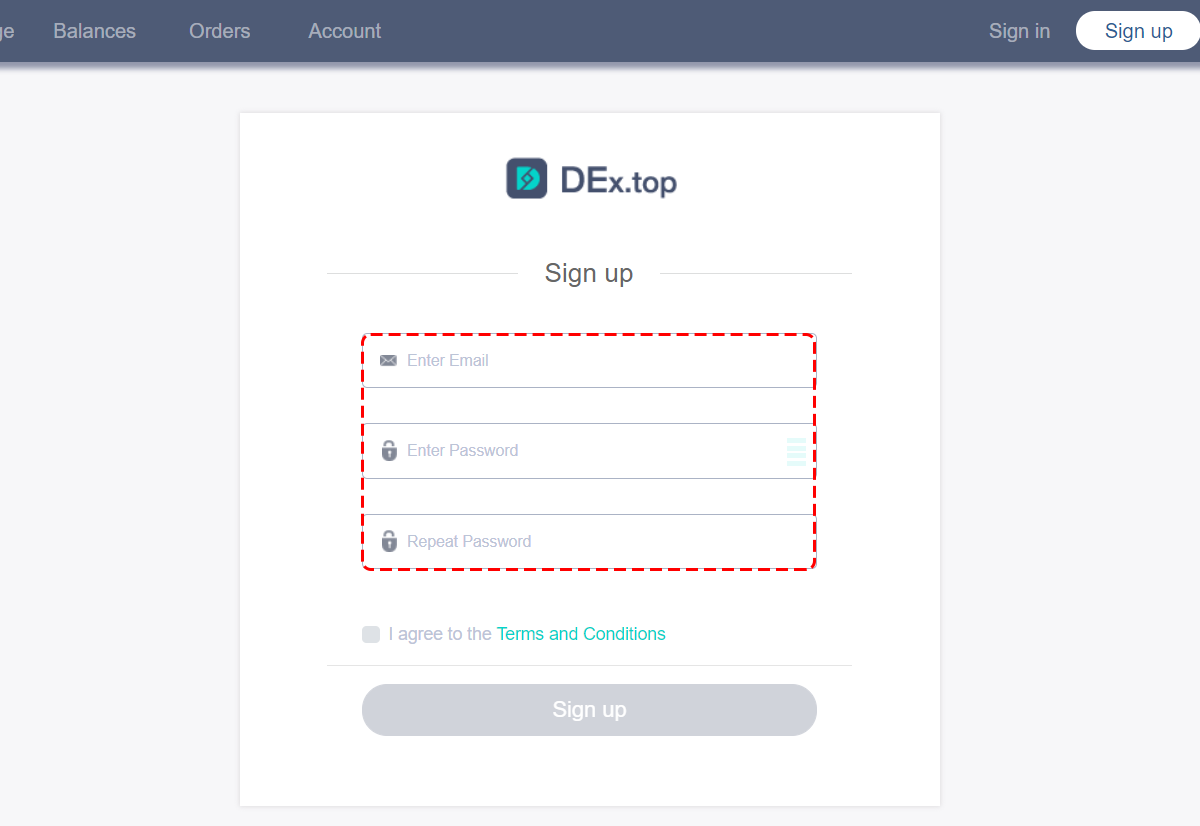 ge Balances Orders Account Sign in Sign up
DEx.top
Sign up
Enter Email
Enter Password
Repeat Password
I agree to the Terms and Conditions
Sign up